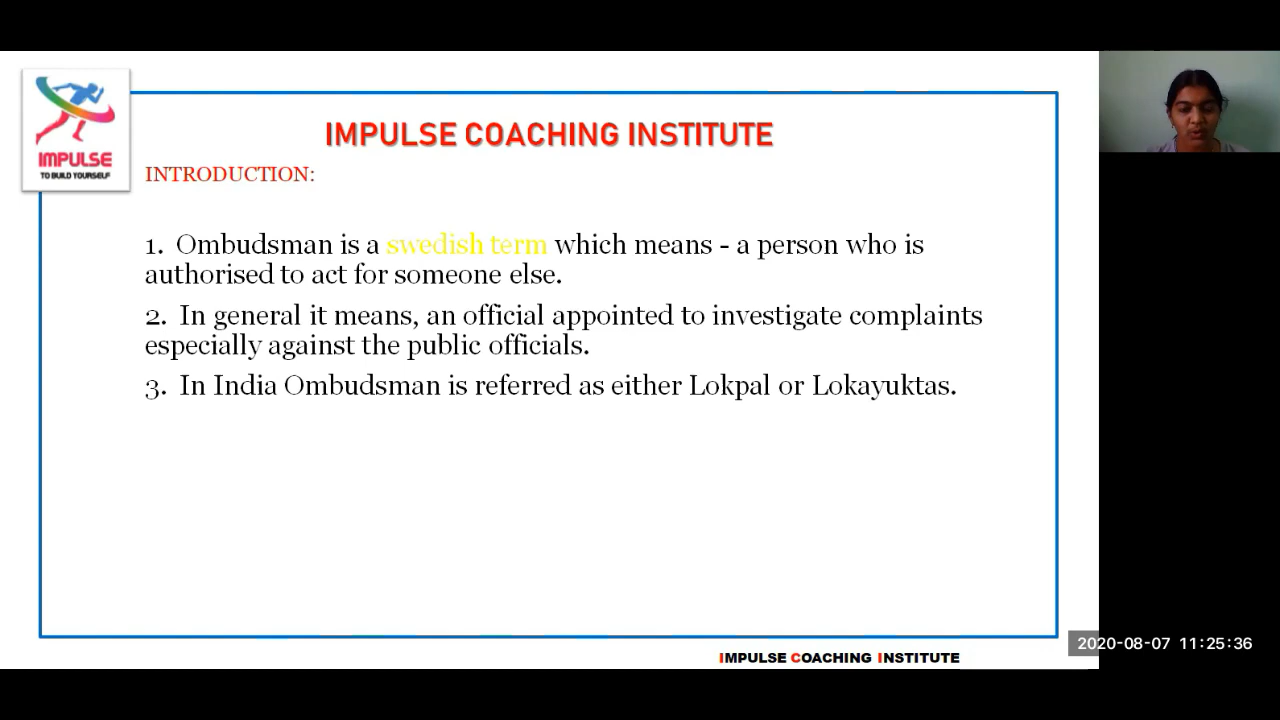 IMPULSE
TO BUILD YOURSELF
IMPULSE COACHING INSTITUTE
INTRODUCTION:
1. Ombudsman is a swedish term which means - a person who is
authorised to act for someone else.
2. In general it means, an official appointed to investigate complaints
especially against the public officials.
3. In India Ombudsman is referred as either Lokpal or Lokayuktas.
2020-08-07 11:25:36
IMPULSE COACHING INSTITUTE